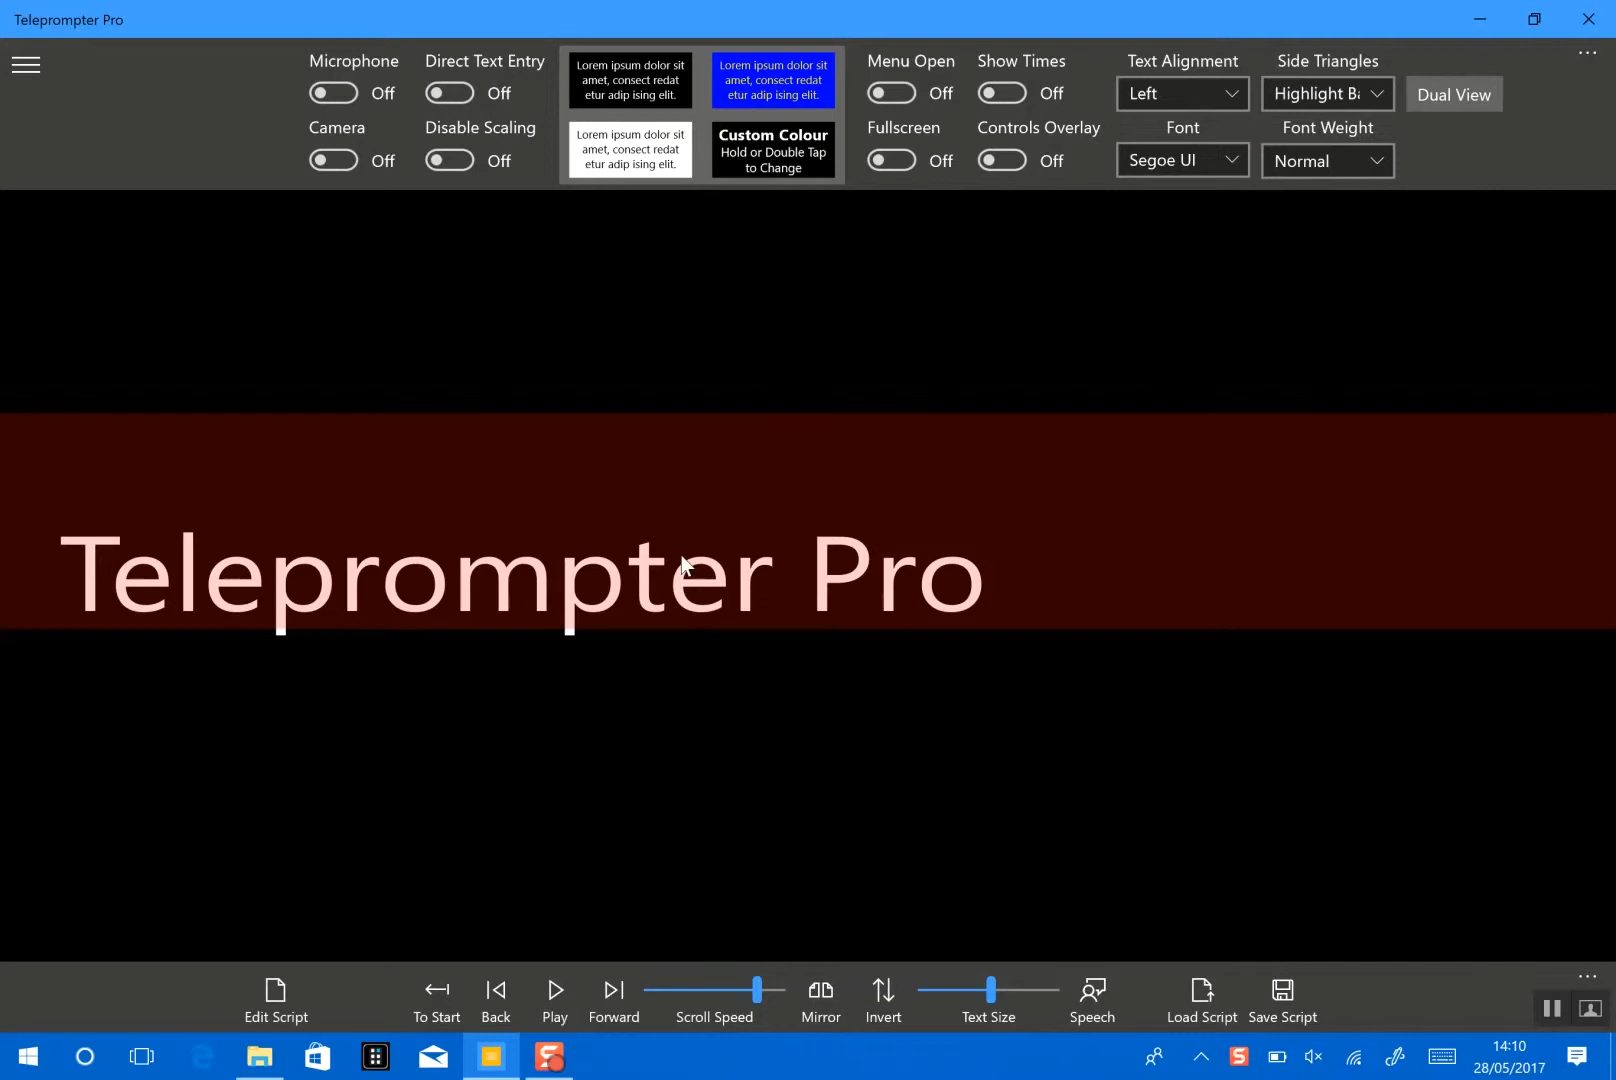 Teleprompter Pro
Microphone
Off
Camera
Off
Direct Text Entry
Off
Disable Scaling
Off
Lorem ipsum dolor sit
amet, consect redat
etur adip ising elit.
Lorem ipsum dolor sit
amet, consect redat
etur adip ising elit.
Lorem ipsum dolor sit
amet, consect redat
etur adip ising elit.
Custom Colour
Hold or Double Tap
to Change
Menu Open
Off
Fullscreen
Off
Show Times
Off
Controls Overlay
Off
Text Alignment
Left
Font
Segoe UI
Side Triangles
Highlight Ba
Font Weight
Normal
Dual View
Teleprompter Pro
Edit Script
To Start
Back
Play
Forward
Scroll Speed
Mirror
Invert
Text Size
Speech
Load Script
Save Script
14:10
28/05/2017